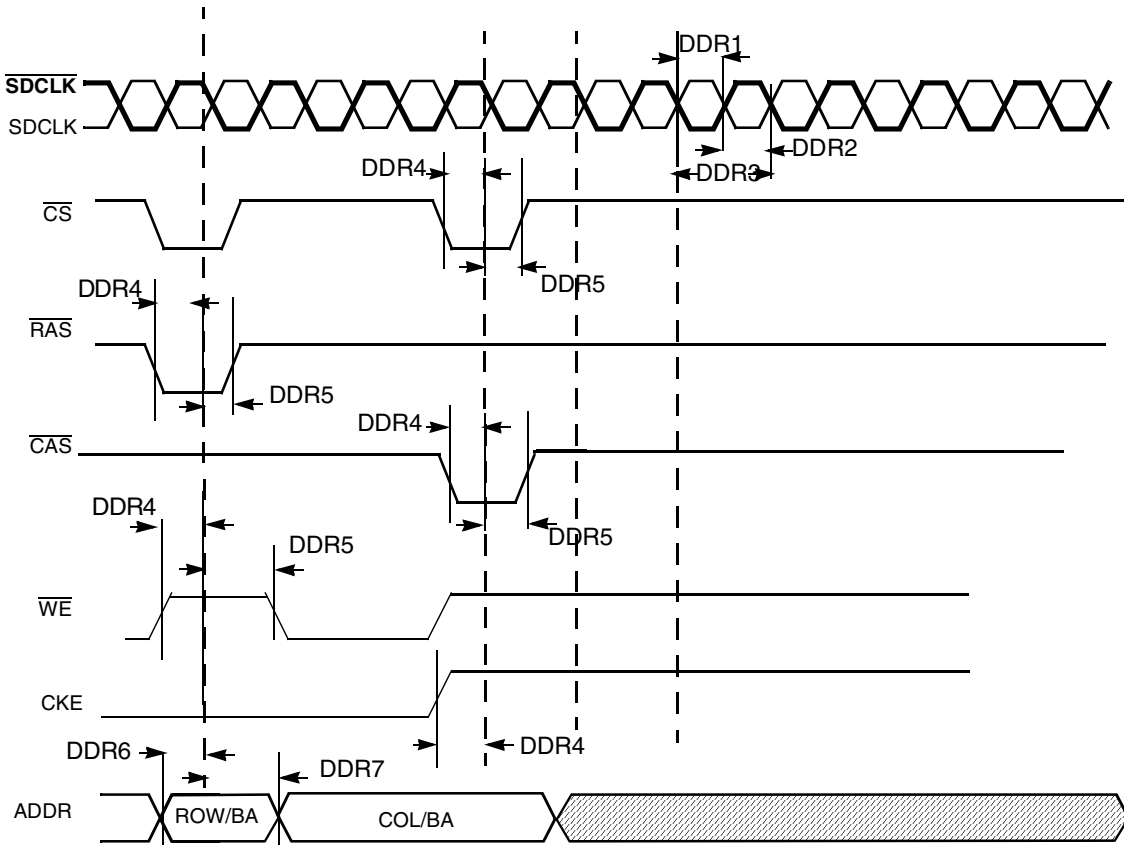 DDR1
SDCLK
SDCLK
DDR2
DDR4
DDR3
CS
DDR5
DDR4
RAS
DDR5
DDR4
CAS
DDR4
DDR5
DDR5
WE
CKE
DDR4
DDR6
DDR7
ADDR
ROW/BA
COL/BA